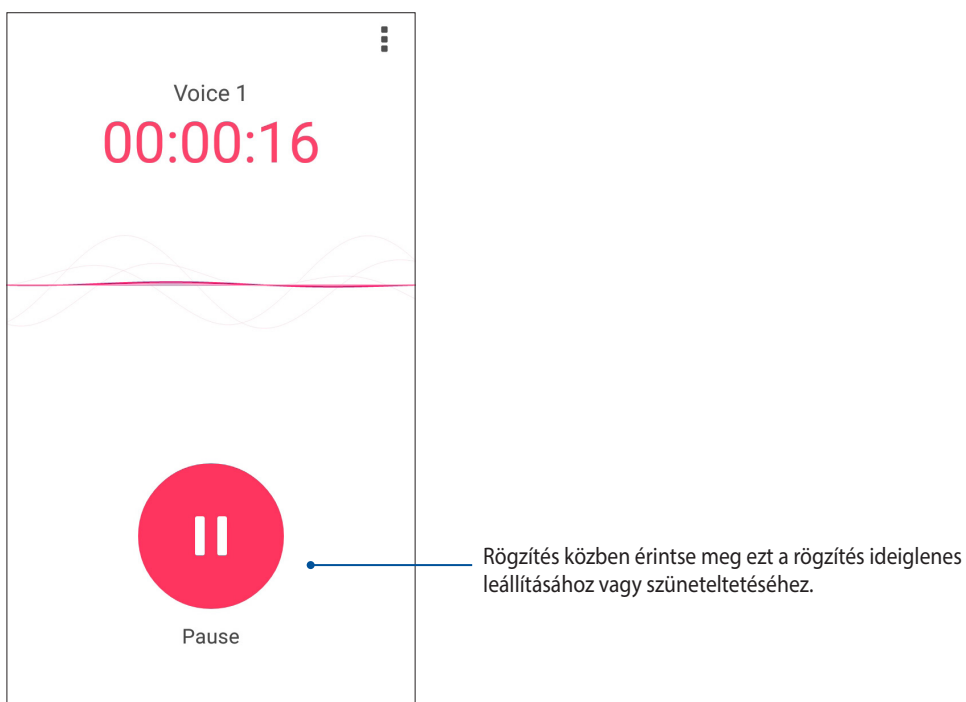 Voice 1
00:00:16
Rögzítés közben érintse meg ezt a rögzítés ideiglenes
leállításához vagy szüneteltetéséhez.
Pause